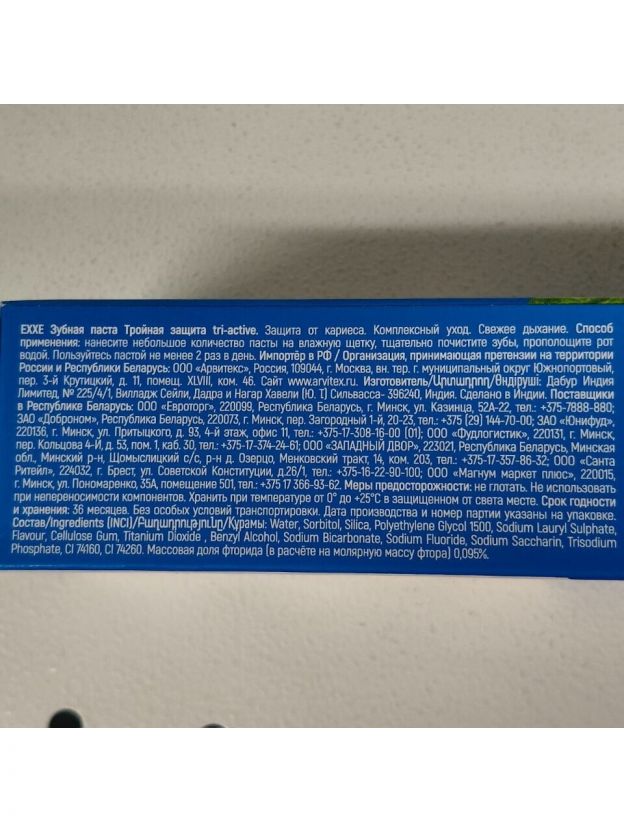 EXXE Зубная паста Тройная защита tri-active. Защита от кариеса. Комплексный уход. Свежее дыхание. Способ
применения: нанесите небольшое количество пасты на влажную щетку, тщательно почистите зубы, прополощите рот
водой. Пользуйтесь пастой не менее 2 раз в день. Импортёр в РФ / Организация, принимающая претензии на территории
России и Республики Беларусь: ООО «Арвитекс», Россия, 109044, г. Москва, вн. тер. г. муниципальный округ Южнопортовый,
пер. 3-й Крутицкий, д. 11, помещ. XLVIII, ком. 46. Сайт www.arvitex.ru. Изготовитель/Արտադրող/Өндіруші: Дабур Индия
Лимитед, № 225/4/1, Вилладж Сейли, Дадра и Нагар Хавели (Ю. Т.) Сильвасса- 396240, Индия. Сделано в Индии. Поставщики
в Республику Беларусь: ООО «Евроторг», 220099, Республика Беларусь, г. Минск, ул. Казинца, 52А-22, тел.: +375-7888-880;
ЗАО «Доброном», Республика Беларусь, 220073, г. Минск, пер. Загородный 1-й, 20-23, тел.: +375 (29) 144-70-00; ЗАО «Юнифуд»,
220136, г. Минск, ул. Притыцкого, д. 93, 4-й этаж, офис 11, тел.: +375-17-308-16-00 (01); ООО «Фудлогистик», 220131, г. Минск,
пер. Кольцова 4-й, д. 53, пом. 1, каб. 30, тел.: +375-17-374-24-61; ООО «ЗАПАДНЫЙ ДВОР», 223021, Республика Беларусь, Минская
обл., Минский р-н, Щомыслицкий с/с, р-н д. Озерцо, Меньковский тракт, 14, ком. 203, тел.: +375-17-357-86-32; ООО «Санта
Ритейл», 224032, г. Брест, ул. Советской Конституции, д.26/1, тел.: +375-16-22-90-100; ООО «Магнум маркет плюс», 220015,
г. Минск, ул. Пономаренко, 35А, помещение 501, тел.: +375 17 366-93-62. Меры предосторожности: не глотать. Не использовать
при непереносимости компонентов. Хранить при температуре от 0° до +25°С в защищенном от света месте. Срок годности
и хранения: 36 месяцев. Без особых условий транспортировки. Дата производства и номер партии указаны на упаковке.
Состав/Ingredients (INCI)/Բաղադրությունը/Құрамы: Water, Sorbitol, Silica, Polyethylene Glycol 1500, Sodium Lauryl Sulphate,
Flavour, Cellulose Gum, Titanium Dioxide , Benzyl Alcohol, Sodium Bicarbonate, Sodium Fluoride, Sodium Saccharin, Trisodium
Phosphate, CI 74160, CI 74260. Массовая доля фторида (в расчёте на молярную массу фтора) 0,095%.